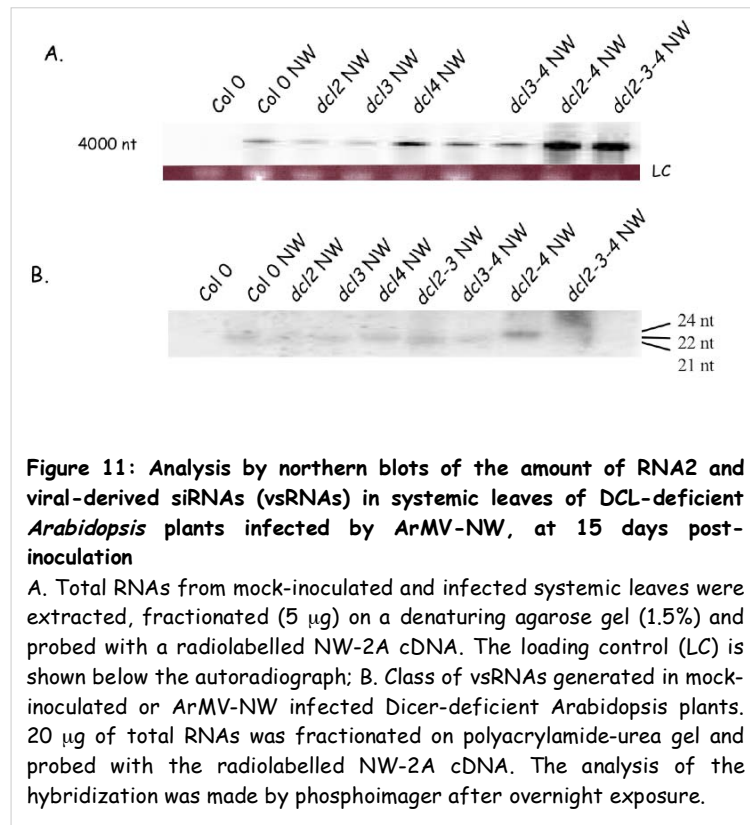 A.
Col 0
Col 0 NW
dcl2 NW
dcl3 NW
dcl4 NW
dcl3-4 NW
dcl2-4 NW
dcl2-3-4 NW
4000 nt
LC
B.
Col 0
Col 0 NW
dcl2 NW
dcl3 NW
dcl4 NW
dcl2-3 NW
dcl3-4 NW
dcl2-4 NW
dcl2-3-4 NW
24 nt
22 nt
21 nt
Figure 11: Analysis by northern blots of the amount of RNA2 and
viral-derived siRNAs (vsRNAs) in systemic leaves of DCL-deficient
Arabidopsis plants infected by ArMV-NW, at 15 days post-
inoculation
A. Total RNAs from mock-inoculated and infected systemic leaves were
extracted, fractionated (5 μg) on a denaturing agarose gel (1.5%) and
probed with a radiolabelled NW-2A cDNA. The loading control (LC) is
shown below the autoradiograph; B. Class of vsRNAs generated in mock-
inoculated or ArMV-NW infected Dicer-deficient Arabidopsis plants.
20 μg of total RNAs was fractionated on polyacrylamide-urea gel and
probed with the radiolabelled NW-2A cDNA. The analysis of the
hybridization was made by phosphoimager after overnight exposure.